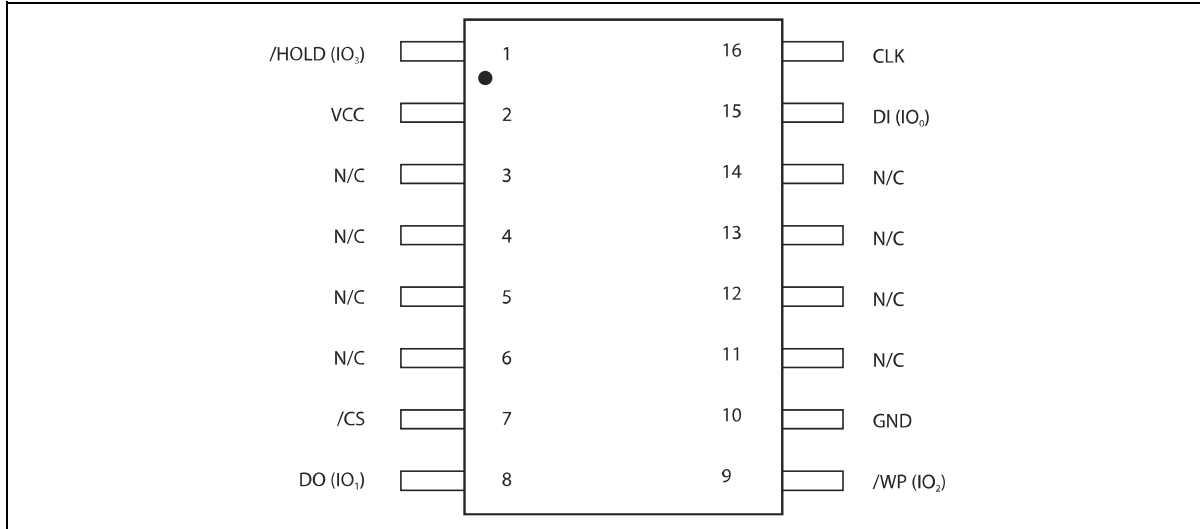 /HOLD (IO₃) 1 16 CLK
VCC 2 15 DI (IO₀)
N/C 3 14 N/C
N/C 4 13 N/C
N/C 5 12 N/C
N/C 6 11 N/C
/CS 7 10 GND
DO (IO₁) 8 9 /WP (IO₂)